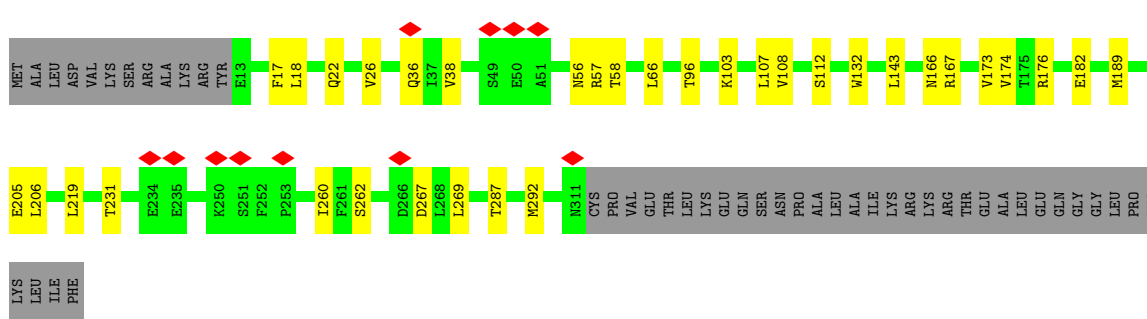 MET ALA LEU ASP VAL LYS SER ARG ALA LYS ARG TYR E13 F17 L18 Q22 V26 Q36 I37 V38 S49 E50 A51 N56 R57 T58 L66 T96 K103 L107 V108 S112 W132 L143 N166 R167 V173 V174 T175 R176 E182 M189
E205 L206 L219 T231 E234 E235 K250 S251 F252 P253 I260 F261 S262 D266 D267 L268 L269 T287 M292 N311 CYS PRO VAL GLU THR LEU LYS GLU GLN SER ASN PRO ALA LEU ALA ILE LYS ARG LYS ARG THR GLU ALA LEU GLU GLN GLY GLY LEU PRO
LYS LEU ILE PHE